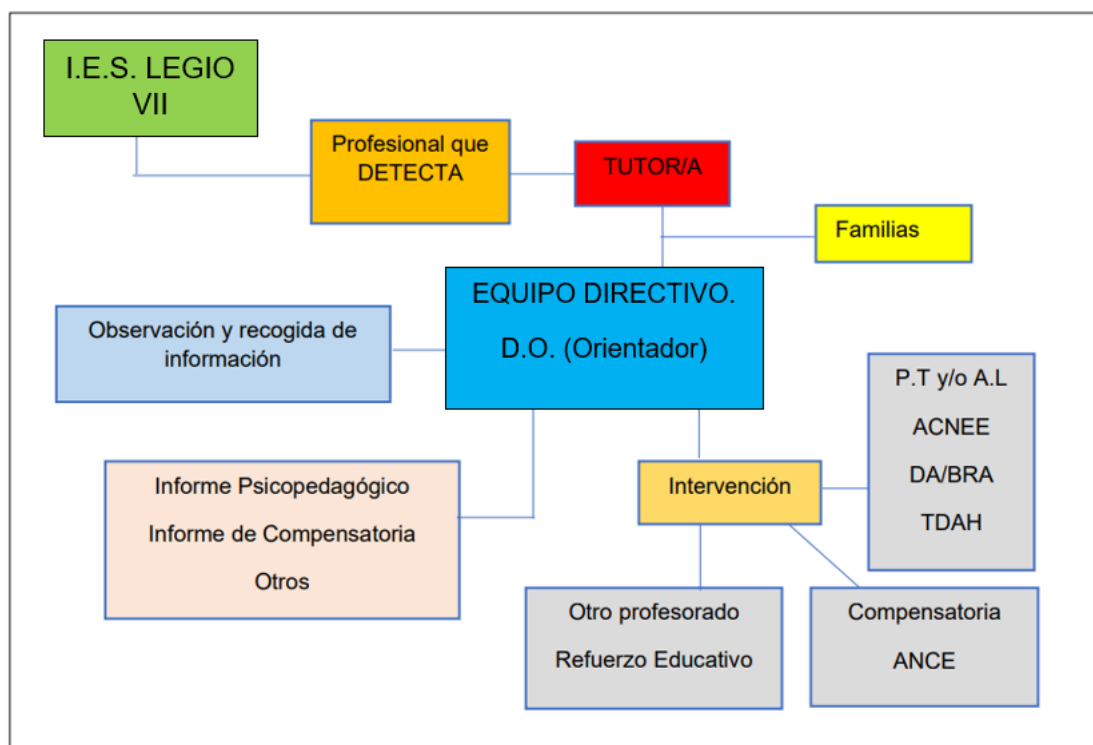 I.E.S. LEGIO
VII
Profesional que
DETECTA
TUTOR/A
Familias
EQUIPO DIRECTIVO.
D.O. (Orientador)
Observación y recogida de
información
P.T y/o A.L
ACNEE
DA/BRA
TDAH
Informe Psicopedagógico
Informe de Compensatoria
Otros
Intervención
Otro profesorado
Refuerzo Educativo
Compensatoria
ANCE